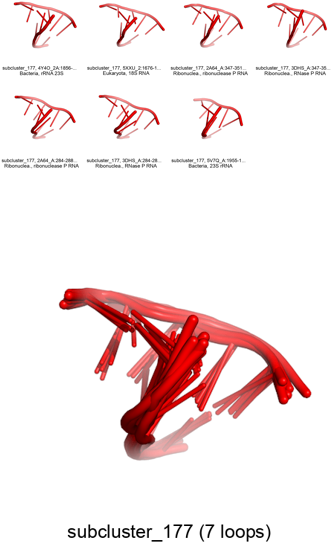 subcluster_177, 4Y4O_2A:1856-...
Bacteria, rRNA 23S
subcluster_177, 5XXU_2:1676-1...
Eukaryota, 18S RNA
subcluster_177, 2A64_A:347-351...
Ribonuclea., ribonuclease P RNA
subcluster_177, 3DHS_A:347-35...
Ribonuclea., RNase P RNA
subcluster_177, 2A64_A:284-288...
Ribonuclea., ribonuclease P RNA
subcluster_177, 3DHS_A:284-28...
Ribonuclea., RNase P RNA
subcluster_177, 5V7Q_A:1955-1...
Bacteria, 23S rRNA
subcluster_177 (7 loops)